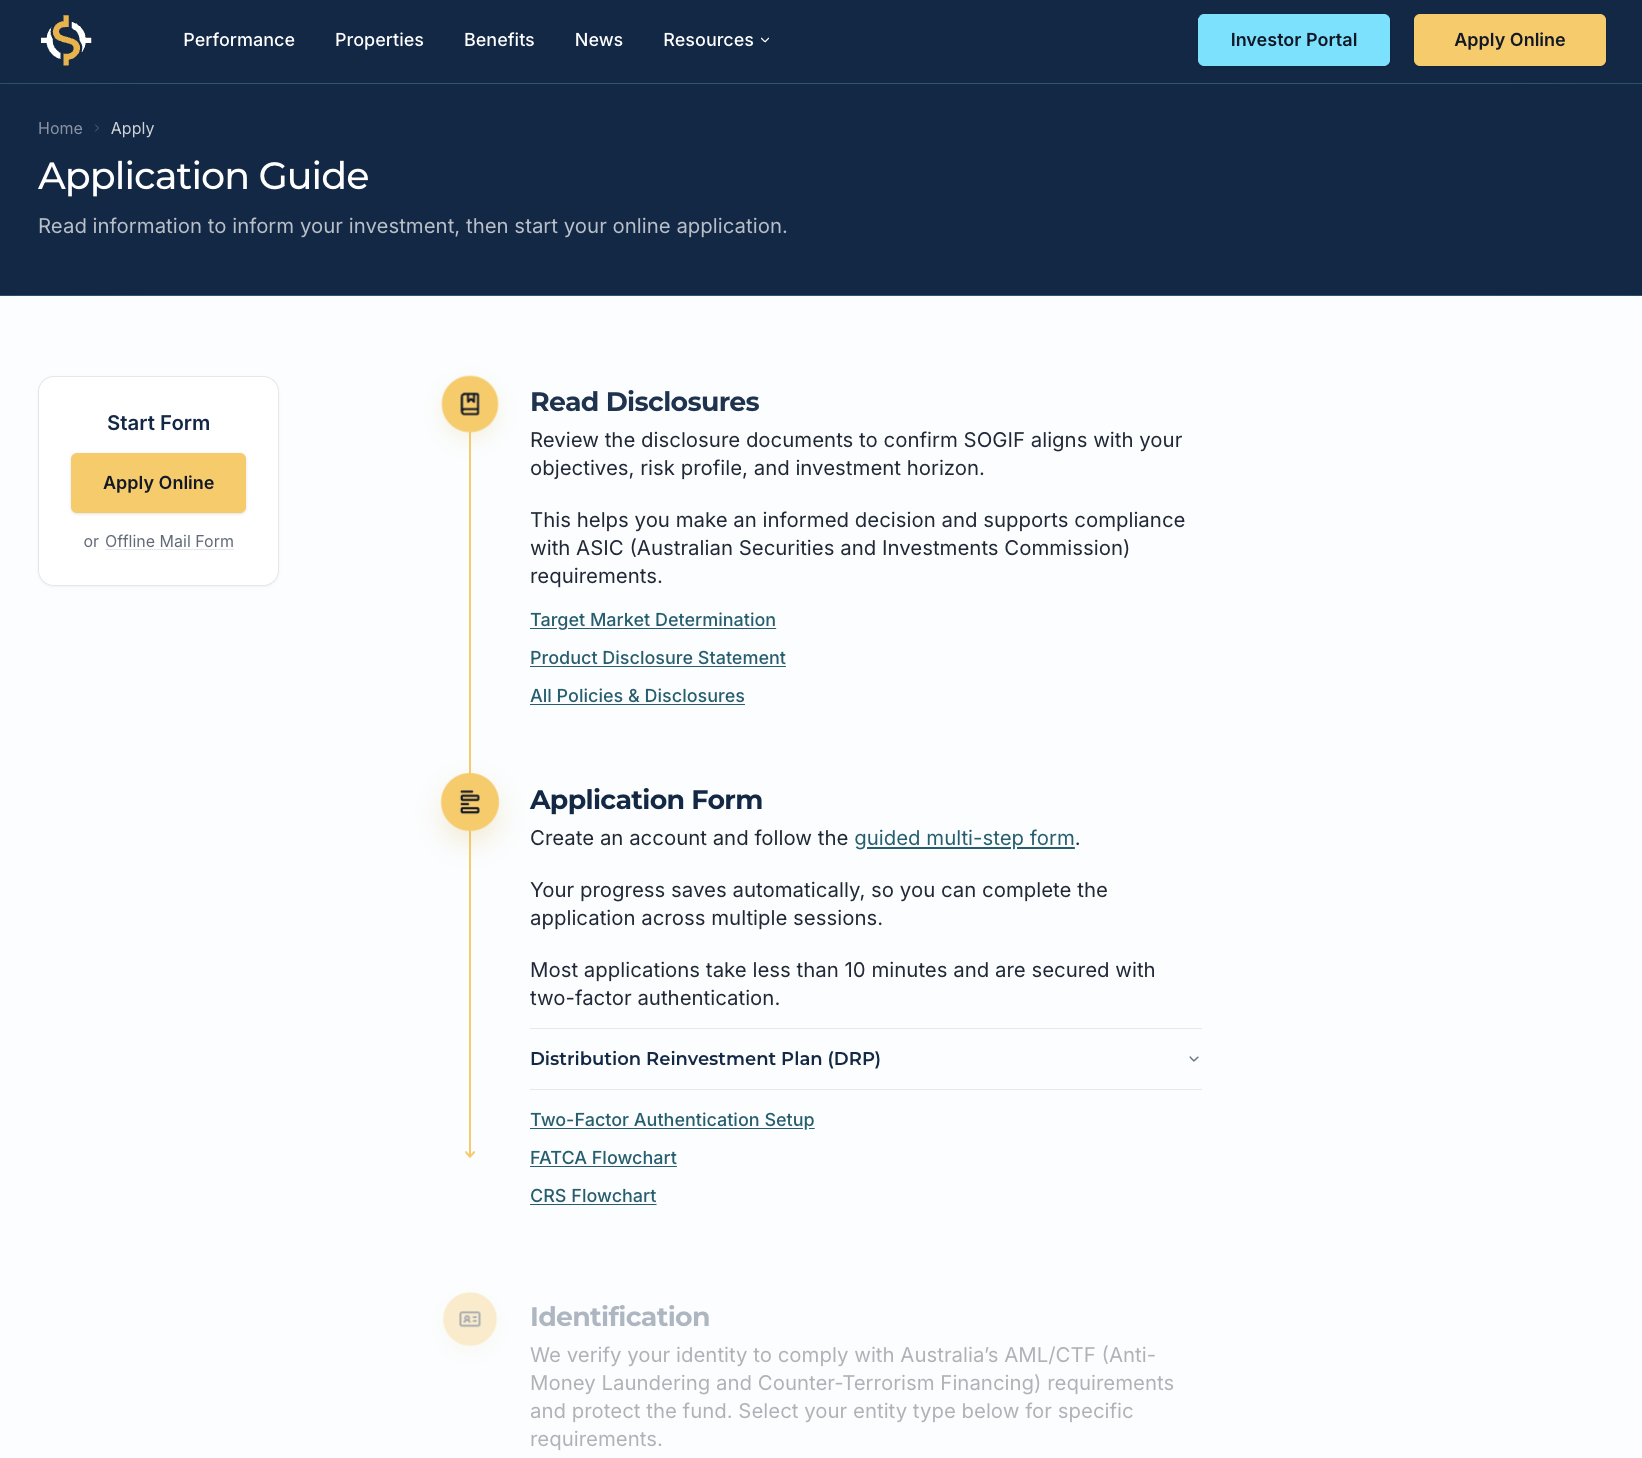 Performance
Properties
Benefits
News
Resources
Investor Portal
Apply Online
Home
Apply
Application Guide
Read information to inform your investment, then start your online application.
Start Form
Apply Online
or Offline Mail Form
Read Disclosures
Review the disclosure documents to confirm SOGIF aligns with your
objectives, risk profile, and investment horizon.
This helps you make an informed decision and supports compliance
with ASIC (Australian Securities and Investments Commission)
requirements.
Target Market Determination
Product Disclosure Statement
All Policies & Disclosures
Application Form
Create an account and follow the guided multi-step form.
Your progress saves automatically, so you can complete the
application across multiple sessions.
Most applications take less than 10 minutes and are secured with
two-factor authentication.
Distribution Reinvestment Plan (DRP)
Two-Factor Authentication Setup
FATCA Flowchart
CRS Flowchart
Identification
We verify your identity to comply with Australia’s AML/CTF (Anti-
Money Laundering and Counter-Terrorism Financing) requirements
and protect the fund. Select your entity type below for specific
requirements.